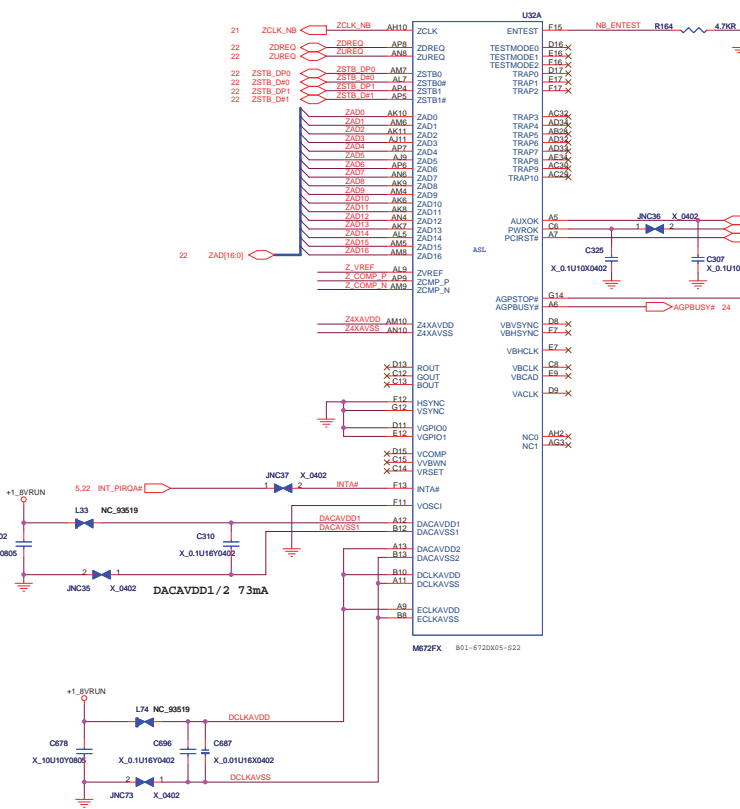 U32A
21 ZCLK_NB ZCLK_NB AH10 ZCLK ENTEST F15 NB_ENTEST R164 4.7KR
22 ZDREQ ZDREQ AP8 ZDREQ TESTMODE0 D16
22 ZUREQ ZUREQ AN8 ZUREQ TESTMODE1 E16
TESTMODE2 F16
22 ZSTB_DP0 ZSTB_DP0 AM7 ZSTB0 TRAP0 D17
22 ZSTB_D#0 ZSTB_D#0 AL7 ZSTB0# TRAP1 E17
22 ZSTB_DP1 ZSTB_DP1 AP4 ZSTB1 TRAP2 F17
22 ZSTB_D#1 ZSTB_D#1 AP5 ZSTB1#
ZAD0 AK10 ZAD0 TRAP3 AC32
ZAD1 AM6 ZAD1 TRAP4 AD34
ZAD2 AK11 ZAD2 TRAP5 AB28
ZAD3 AJ11 ZAD3 TRAP6 AD32
ZAD4 AP7 ZAD4 TRAP7 AD33
ZAD5 AJ9 ZAD5 TRAP8 AE34
ZAD6 AP6 ZAD6 TRAP9 AC30
ZAD7 AN6 ZAD7 TRAP10 AC29
ZAD8 AK9 ZAD8
ZAD9 AM4 ZAD9
ZAD10 AK6 ZAD10
ZAD11 AK8 ZAD11
ZAD12 AN4 ZAD12 AUXOK A5 JNC36 X_0402
ZAD13 AK7 ZAD13 PWROK C6 1 2
ZAD14 AL5 ZAD14 PCIRST# A7
ZAD15 AM5 ZAD15
22 ZAD[16:0] ZAD16 AM8 ZAD16
ASL
C325 C307
X_0.1U10X0402 X_0.1U10
Z_VREF AL9 ZVREF
Z_COMP_P AP9 ZCMP_P
Z_COMP_N AM9 ZCMP_N
AGPSTOP# G14
AGPBUSY# A6 AGPBUSY# 24
Z4XAVDD AM10 Z4XAVDD VBVSYNC D8
Z4XAVSS AN10 Z4XAVSS VBHSYNC F7
VBHCLK E7
D13 ROUT VBCLK C8
C12 GOUT VBCAD E9
C13 BOUT
VACLK D9
F12 HSYNC
G12 VSYNC
D11 VGPIO0
E12 VGPIO1 NC0 AH2
NC1 AG3
D15 VCOMP
C15 VVBWN
C14 VRSET
JNC37 X_0402
5,22 INT_PIRQA# 1 2 INTA# F13 INTA#
+1_8VRUN
F11 VOSCI
L33 NC_93519
02 C310 DACAVDD1 A12 DACAVDD1
0805 X_0.1U16Y0402 DACAVSS1 B12 DACAVSS1
A13 DACAVDD2
B13 DACAVSS2
2 1
JNC35 X_0402
DACAVDD1/2 73mA
B10 DCLKAVDD
A11 DCLKAVSS
A9 ECLKAVDD
B8 ECLKAVSS
M672FX B01-672DX05-S22
+1_8VRUN
L74 NC_93519
DCLKAVDD
C678 C696 C687
X_10U10Y0805 X_0.1U16Y0402 X_0.01U16X0402
2 1 DCLKAVSS
JNC73 X_0402